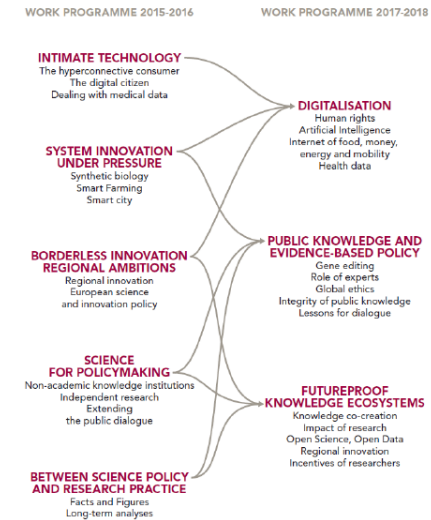 WORK PROGRAMME 2015-2016
INTIMATE TECHNOLOGY
The hyperconnective consumer
The digital citizen
Dealing with medical data
SYSTEM INNOVATION
UNDER PRESSURE
Synthetic biology
Smart Farming
Smart city
BORDERLESS INNOVATION
REGIONAL AMBITIONS
Regional innovation
European science
and innovation policy
SCIENCE
FOR POLICYMAKING
Non-academic knowledge institutions
Independent research
Extending
the public dialogue
BETWEEN SCIENCE POLICY
AND RESEARCH PRACTICE
Facts and Figures
Long-term analyses
WORK PROGRAMME 2017-2018
DIGITALISATION
Human rights
Artificial Intelligence
Internet of food, money,
energy and mobility
Health data
PUBLIC KNOWLEDGE AND
EVIDENCE-BASED POLICY
Gene editing
Role of experts
Global ethics
Integrity of public knowledge
Lessons for dialogue
FUTUREPROOF
KNOWLEDGE ECOSYSTEMS
Knowledge co-creation
Impact of research
Open Science, Open Data
Regional innovation
Incentives of researchers